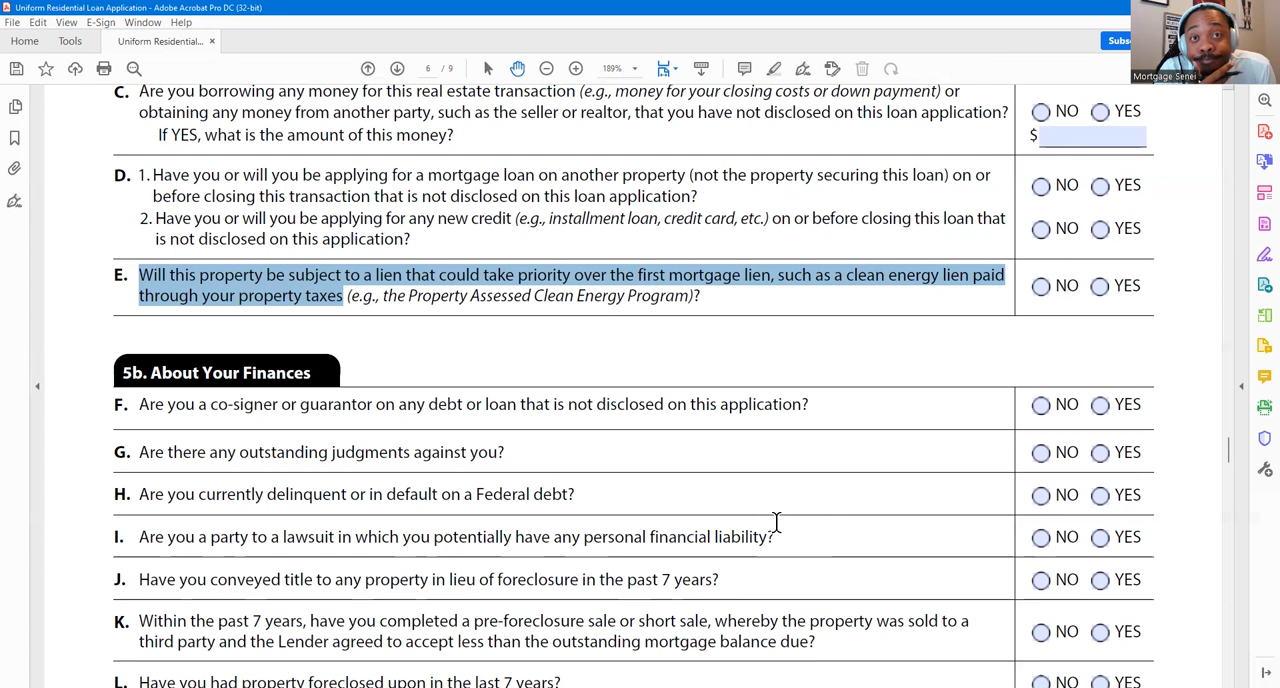 Uniform Residential Loan Application - Adobe Acrobat Pro DC (32-bit)
File Edit View E-Sign Window Help
Home Tools Uniform Residential... ×
Subs
6 / 9 189%
Mortgage Senei
C. Are you borrowing any money for this real estate transaction (e.g., money for your closing costs or down payment) or
obtaining any money from another party, such as the seller or realtor, that you have not disclosed on this loan application?
NO YES
If YES, what is the amount of this money?
$
D. 1. Have you or will you be applying for a mortgage loan on another property (not the property securing this loan) on or
before closing this transaction that is not disclosed on this loan application?
NO YES
2. Have you or will you be applying for any new credit (e.g., installment loan, credit card, etc.) on or before closing this loan that
is not disclosed on this application?
NO YES
E. Will this property be subject to a lien that could take priority over the first mortgage lien, such as a clean energy lien paid
through your property taxes (e.g., the Property Assessed Clean Energy Program)?
NO YES
5b. About Your Finances
F. Are you a co-signer or guarantor on any debt or loan that is not disclosed on this application? NO YES
G. Are there any outstanding judgments against you? NO YES
H. Are you currently delinquent or in default on a Federal debt? NO YES
I. Are you a party to a lawsuit in which you potentially have any personal financial liability? NO YES
J. Have you conveyed title to any property in lieu of foreclosure in the past 7 years? NO YES
K. Within the past 7 years, have you completed a pre-foreclosure sale or short sale, whereby the property was sold to a
third party and the Lender agreed to accept less than the outstanding mortgage balance due?
NO YES
L. Have you had property foreclosed upon in the last 7 years? NO YES